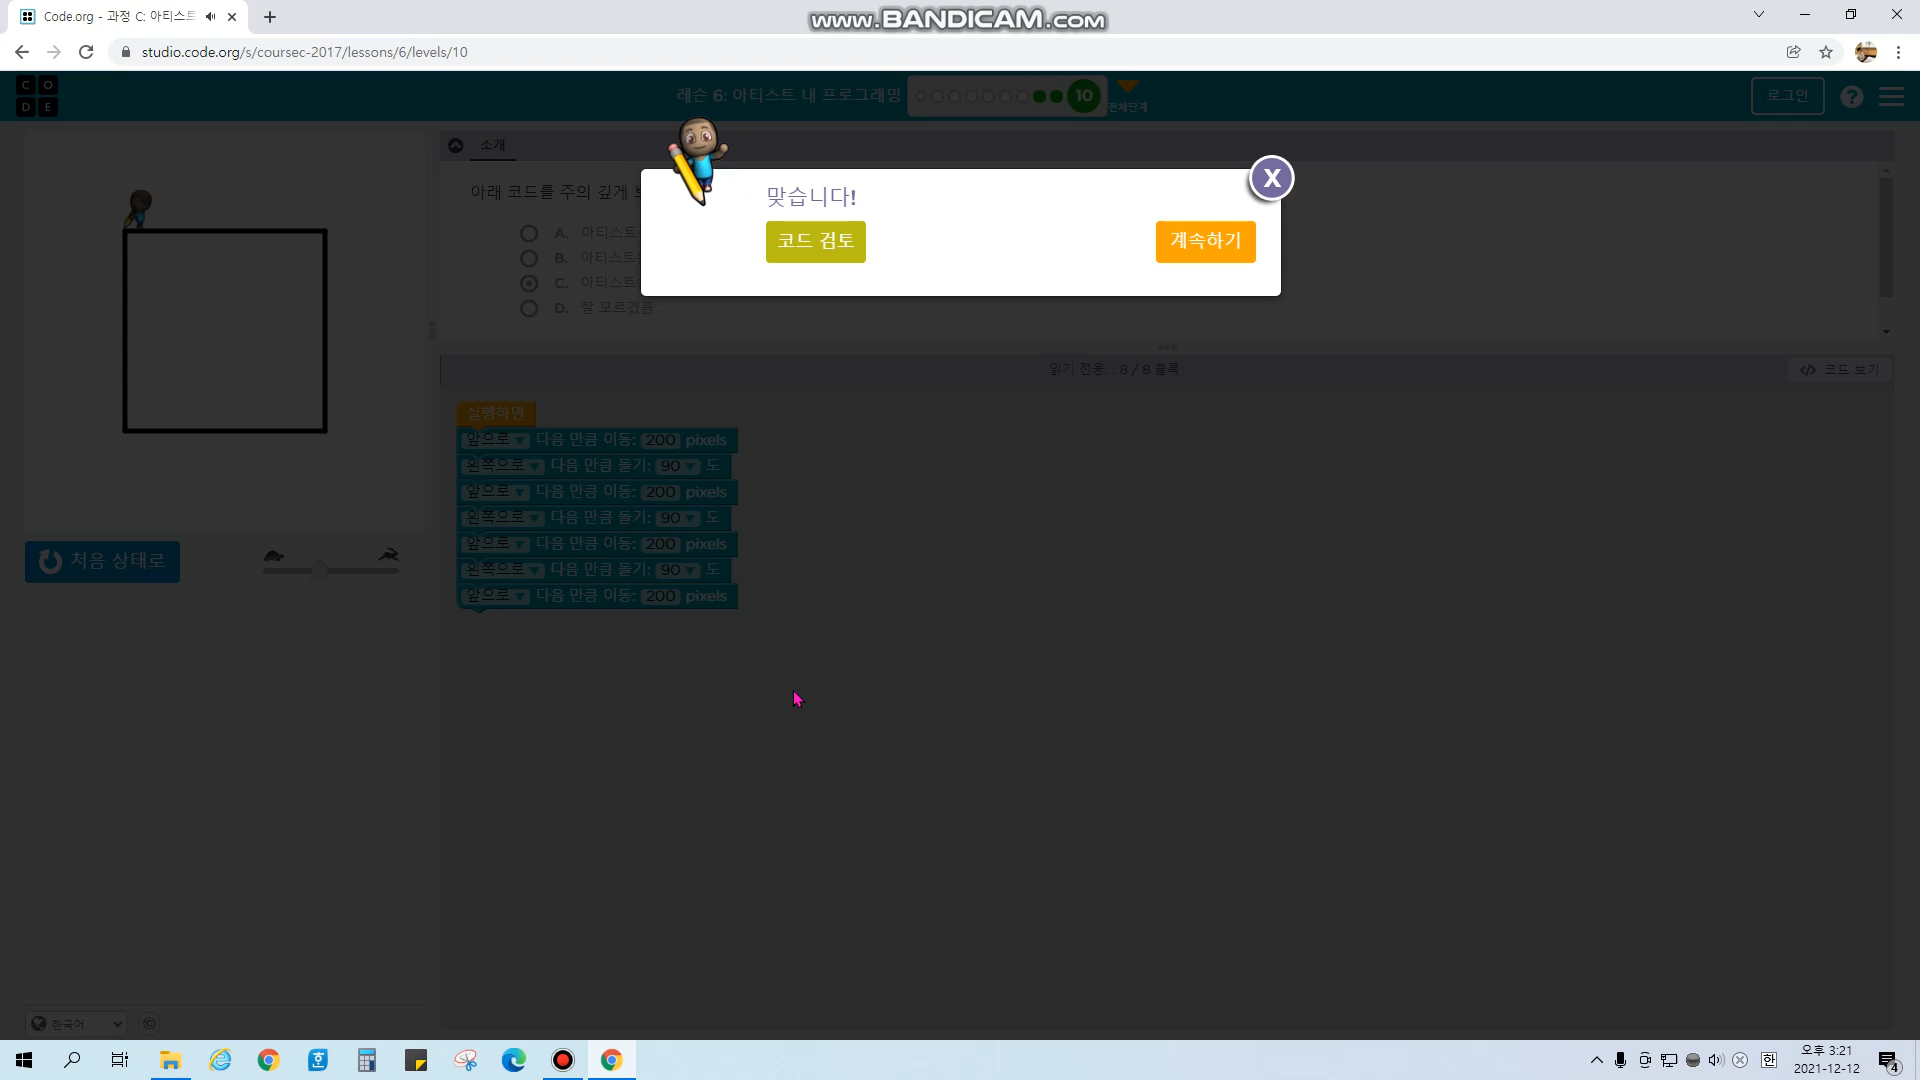 Code.org - 과정 C: 아티스트
www.BANDICAM.com
studio.code.org/s/coursec-2017/lessons/6/levels/10
C O
D E
레슨 6: 아티스트 내 프로그래밍
10
전체단계
로그인
소개
아래 코드를 주의 깊게
A. 아티스트
B. 아티스트
C. 아티스트
D. 잘 모르겠음.
맞습니다!
X
코드 검토
계속하기
읽기 전용: : 8 / 8 블록
코드 보기
실행하면
앞으로 다음 만큼 이동: 200 pixels
왼쪽으로 다음 만큼 돌기: 90 도
앞으로 다음 만큼 이동: 200 pixels
왼쪽으로 다음 만큼 돌기: 90 도
앞으로 다음 만큼 이동: 200 pixels
왼쪽으로 다음 만큼 돌기: 90 도
앞으로 다음 만큼 이동: 200 pixels
처음 상태로
한국어
©
호
한
오후 3:21
2021-12-12
4